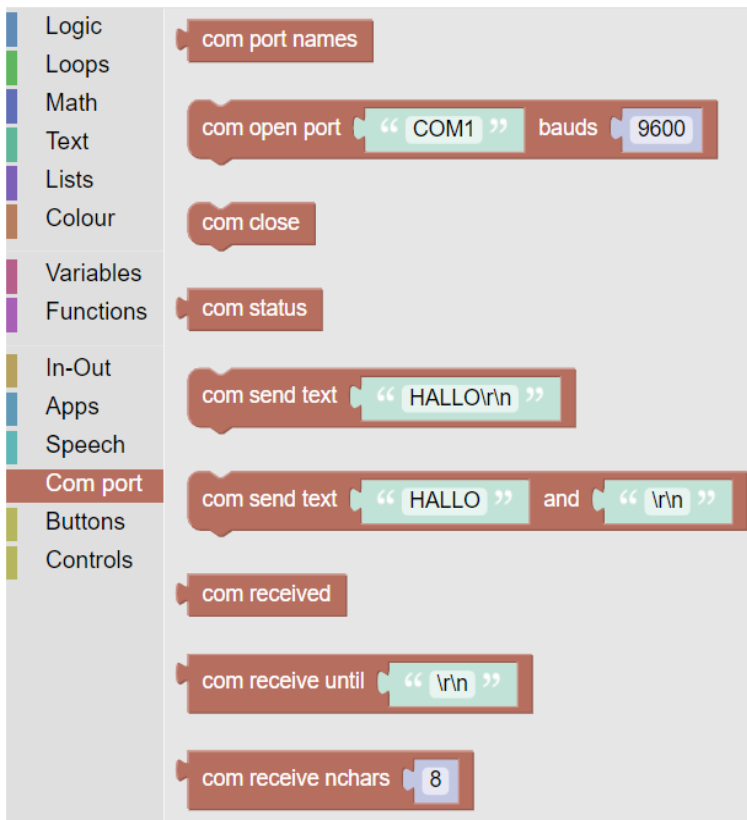 Logic
Loops
Math
Text
Lists
Colour
Variables
Functions
In-Out
Apps
Speech
Com port
Buttons
Controls
com port names
com open port “ COM1 ” bauds 9600
com close
com status
com send text “ HALLO\r\n ”
com send text “ HALLO ” and “ \r\n ”
com received
com receive until “ \r\n ”
com receive nchars 8